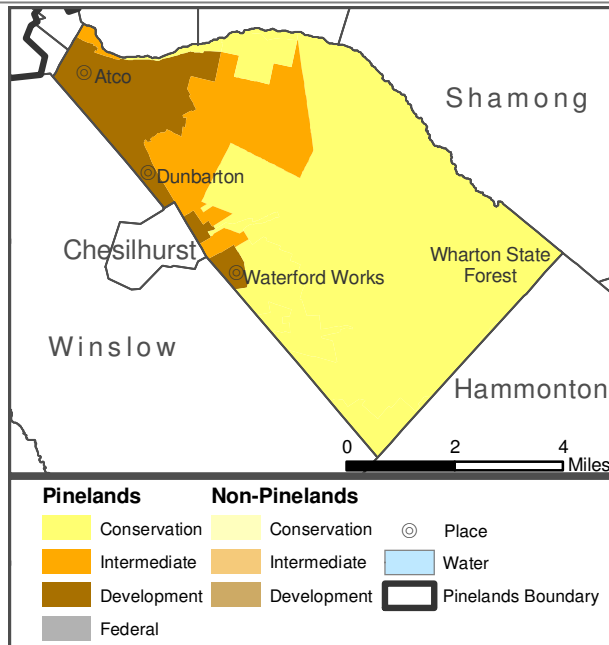 Atco
Shamong
Dunbarton
Chesilhurst
Wharton State
Forest
Waterford Works
Winslow
Hammonton
0 2 4
Miles
Pinelands Non-Pinelands
Conservation Conservation Place
Intermediate Intermediate Water
Development Development Pinelands Boundary
Federal